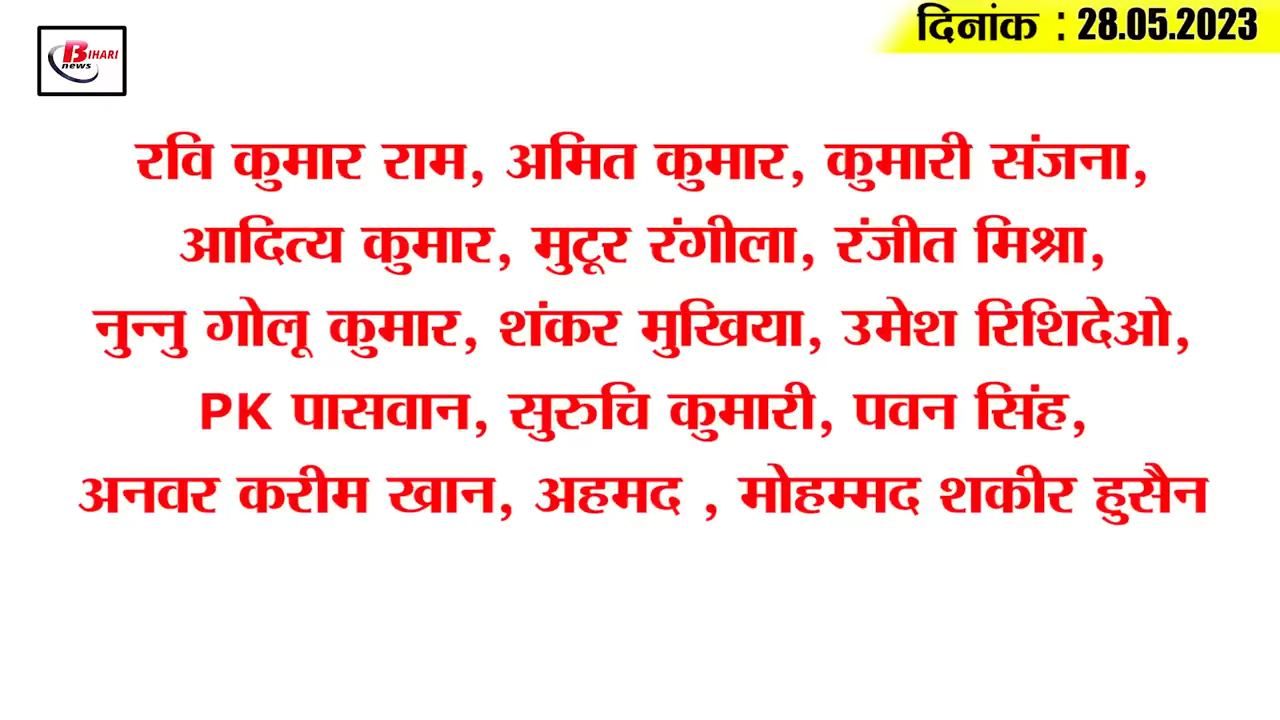 BIHARI
news
दिनांक : 28.05.2023
रवि कुमार राम, अमित कुमार, कुमारी संजना,
आदित्य कुमार, मुटूर रंगीला, रंजीत मिश्रा,
नुन्नु गोलू कुमार, शंकर मुखिया, उमेश रिशिदेओ,
PK पासवान, सुरुचि कुमारी, पवन सिंह,
अनवर करीम खान, अहमद , मोहम्मद शकीर हुसैन